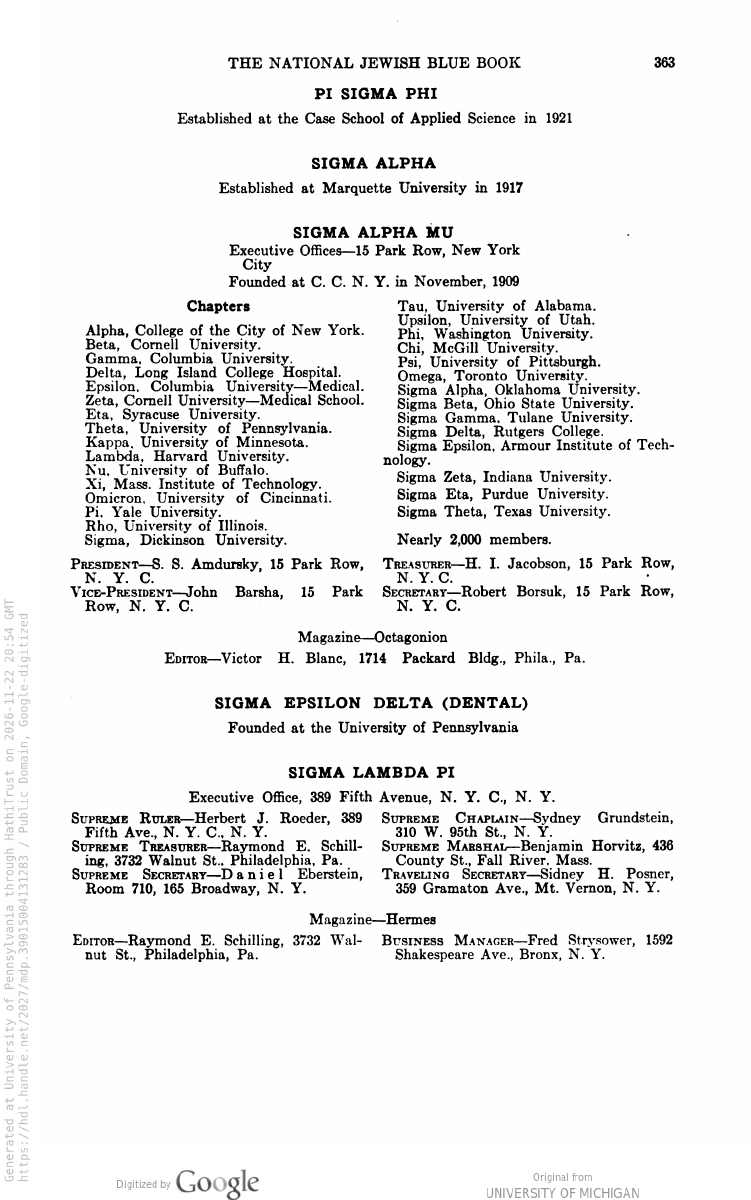 THE NATIONAL JEWISH BLUE BOOK 363
PI SIGMA PHI
Established at the Case School of Applied Science in 1921
SIGMA ALPHA
Established at Marquette University in 1917
SIGMA ALPHA MU
Executive Offices—15 Park Row, New York
City
Founded at C. C. N. Y. in November, 1909
Chapters
Alpha, College of the City of New York.
Beta, Cornell University.
Gamma, Columbia University.
Delta, Long Island College Hospital.
Epsilon, Columbia University—Medical.
Zeta, Cornell University—Medical School.
Eta, Syracuse University.
Theta, University of Pennsylvania.
Kappa, University of Minnesota.
Lambda, Harvard University.
Nu, University of Buffalo.
Xi, Mass. Institute of Technology.
Omicron, University of Cincinnati.
Pi, Yale University.
Rho, University of Illinois.
Sigma, Dickinson University.
Tau, University of Alabama.
Upsilon, University of Utah.
Phi, Washington University.
Chi, McGill University.
Psi, University of Pittsburgh.
Omega, Toronto University.
Sigma Alpha, Oklahoma University.
Sigma Beta, Ohio State University.
Sigma Gamma, Tulane University.
Sigma Delta, Rutgers College.
Sigma Epsilon, Armour Institute of Tech-
nology.
Sigma Zeta, Indiana University.
Sigma Eta, Purdue University.
Sigma Theta, Texas University.
Nearly 2,000 members.
PRESIDENT—S. S. Amdursky, 15 Park Row,
N. Y. C.
VICE-PRESIDENT—John Barsha, 15 Park
Row, N. Y. C.
TREASURER—H. I. Jacobson, 15 Park Row,
N. Y. C.
SECRETARY—Robert Borsuk, 15 Park Row,
N. Y. C.
Magazine—Octagonion
EDITOR—Victor H. Blanc, 1714 Packard Bldg., Phila., Pa.
SIGMA EPSILON DELTA (DENTAL)
Founded at the University of Pennsylvania
SIGMA LAMBDA PI
Executive Office, 389 Fifth Avenue, N. Y. C., N. Y.
SUPREME RULER—Herbert J. Roeder, 389
Fifth Ave., N. Y. C., N. Y.
SUPREME TREASURER—Raymond E. Schill-
ing, 3732 Walnut St., Philadelphia, Pa.
SUPREME SECRETARY—Daniel Eberstein,
Room 710, 165 Broadway, N. Y.
SUPREME CHAPLAIN—Sydney Grundstein,
310 W. 95th St., N. Y.
SUPREME MARSHAL—Benjamin Horvitz, 436
County St., Fall River, Mass.
TRAVELING SECRETARY—Sidney H. Posner,
359 Gramaton Ave., Mt. Vernon, N. Y.
Magazine—Hermes
EDITOR—Raymond E. Schilling, 3732 Wal-
nut St., Philadelphia, Pa.
BUSINESS MANAGER—Fred Strysower, 1592
Shakespeare Ave., Bronx, N. Y.
Generated at University of Pennsylvania through HathiTrust on 2026-11-22 20:54 GMT
https://hdl.handle.net/2027/mdp.39015004131283 / Public Domain, Google-digitized
Digitized by Google
Original from
UNIVERSITY OF MICHIGAN